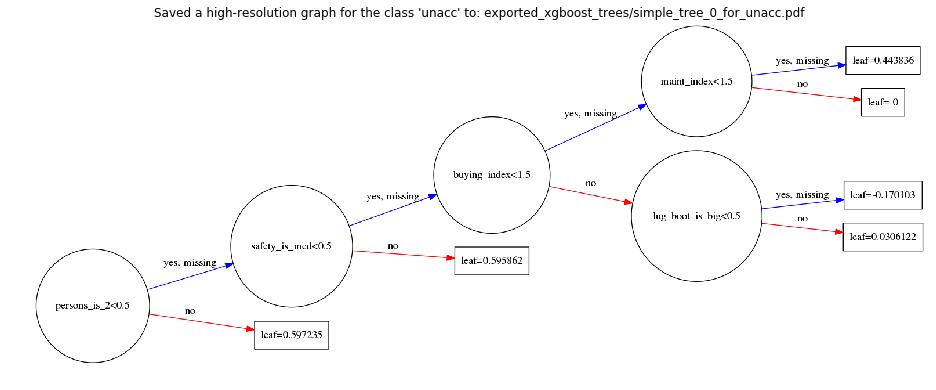 Saved a high-resolution graph for the class 'unacc' to: exported_xgboost_trees/simple_tree_0_for_unacc.pdf
maint_index<1.5
yes, missing
leaf=0.443836
no
leaf= 0
yes, missing
buying_index<1.5
no
lug_boot_is_big<0.5
yes, missing
leaf=-0.170103
no
leaf=0.0306122
yes, missing
safety_is_med<0.5
no
leaf=0.595862
yes, missing
persons_is_2<0.5
no
leaf=0.597235